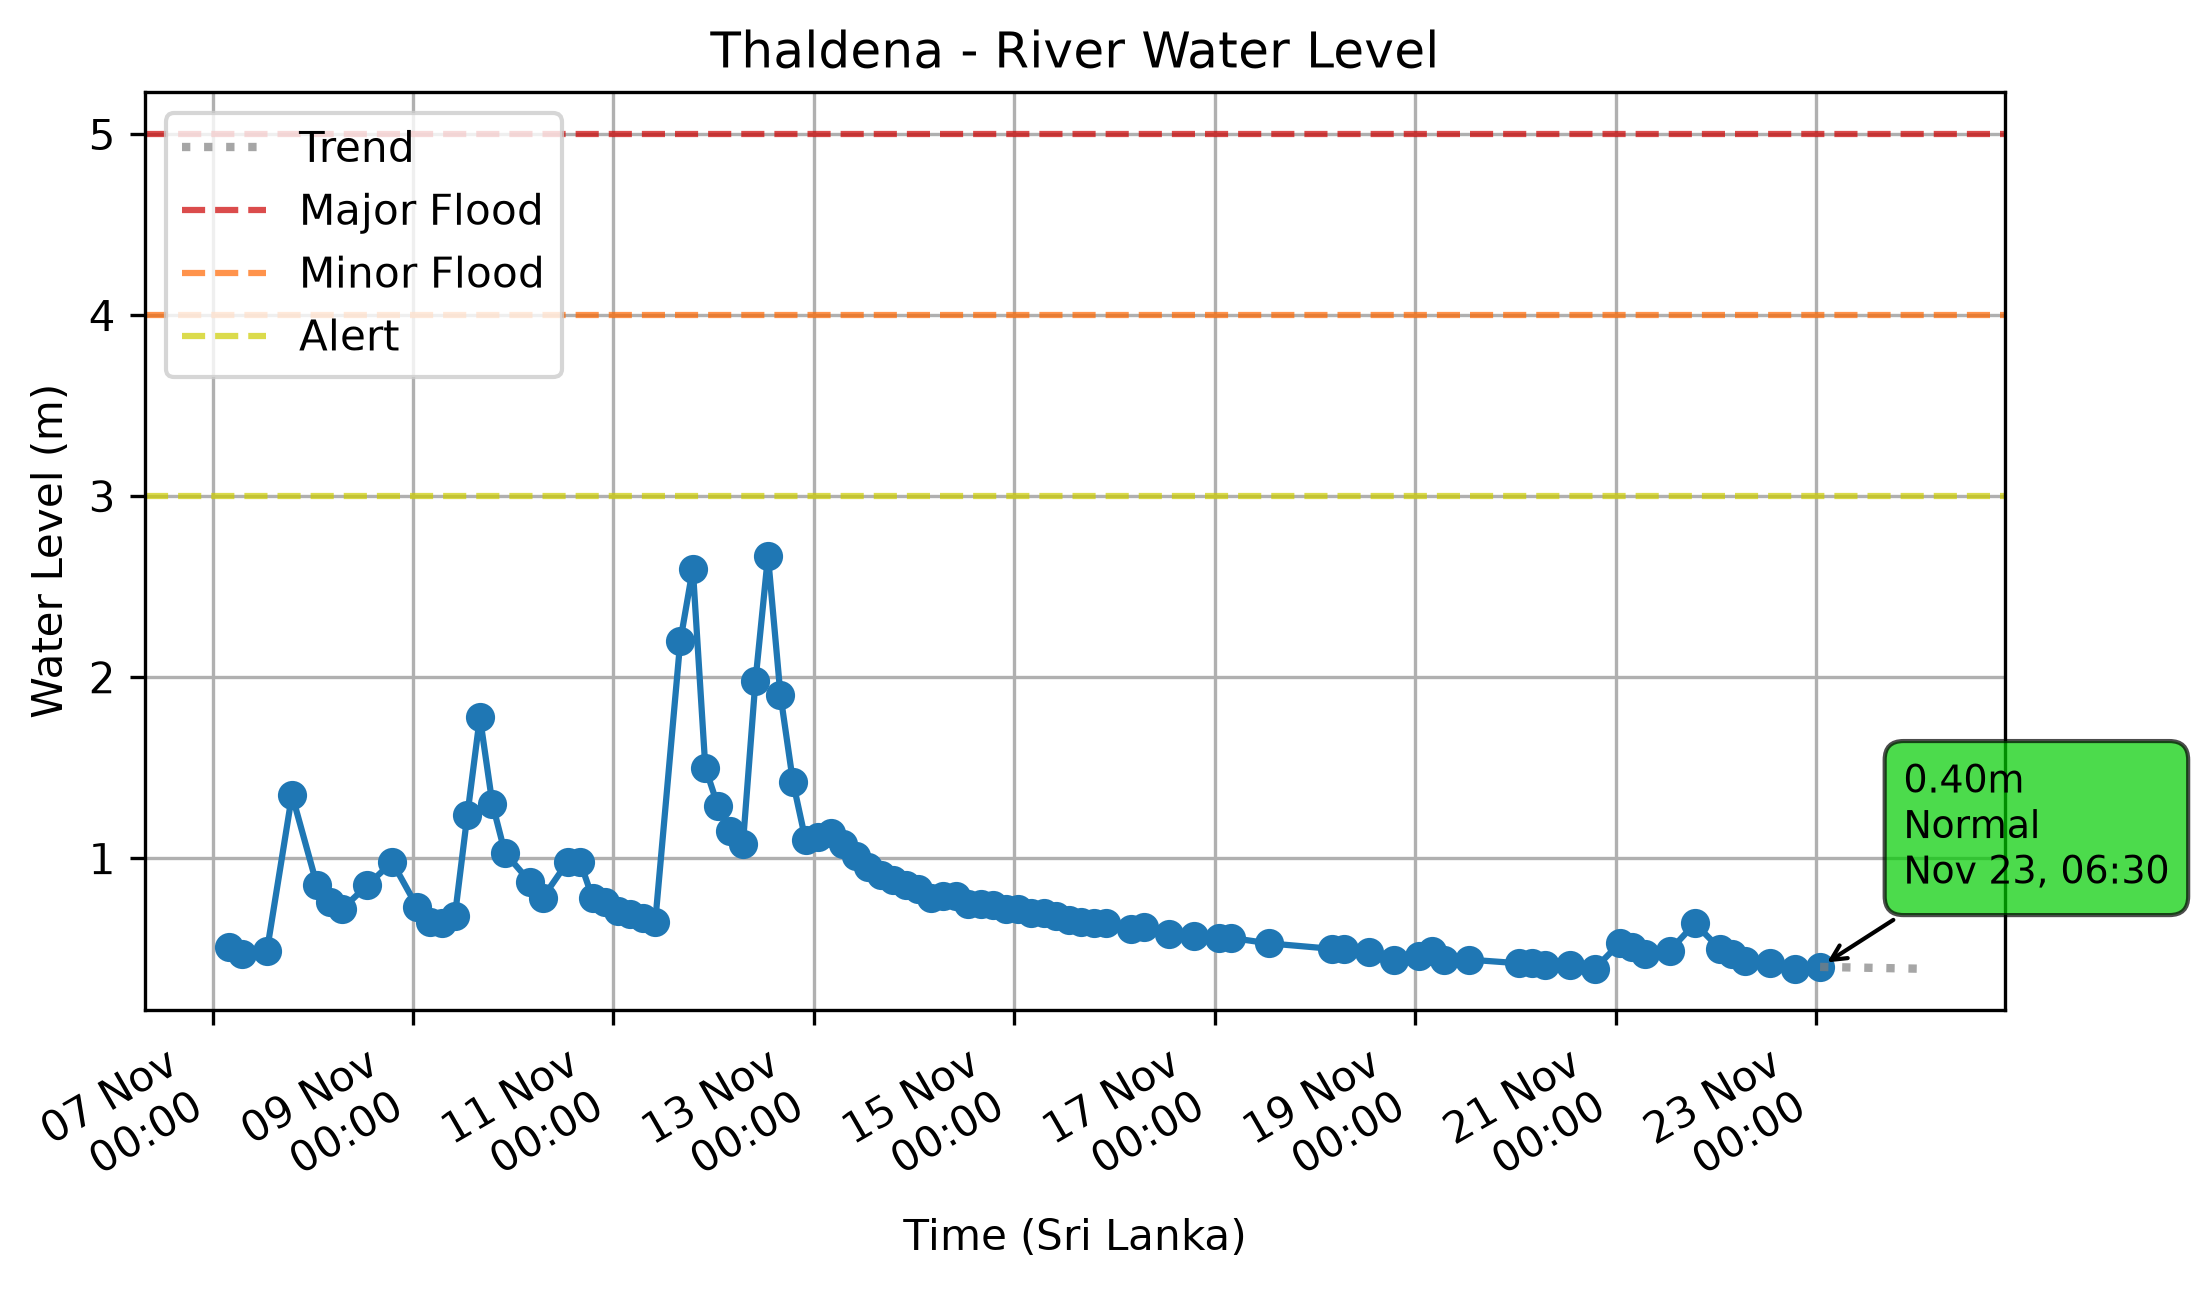 Thaldena - River Water Level
Trend
Major Flood
Minor Flood
Alert
5
4
3
2
1
Water Level (m)
0.40m
Normal
Nov 23, 06:30
07 Nov
00:00
09 Nov
00:00
11 Nov
00:00
13 Nov
00:00
15 Nov
00:00
17 Nov
00:00
19 Nov
00:00
21 Nov
00:00
23 Nov
00:00
Time (Sri Lanka)